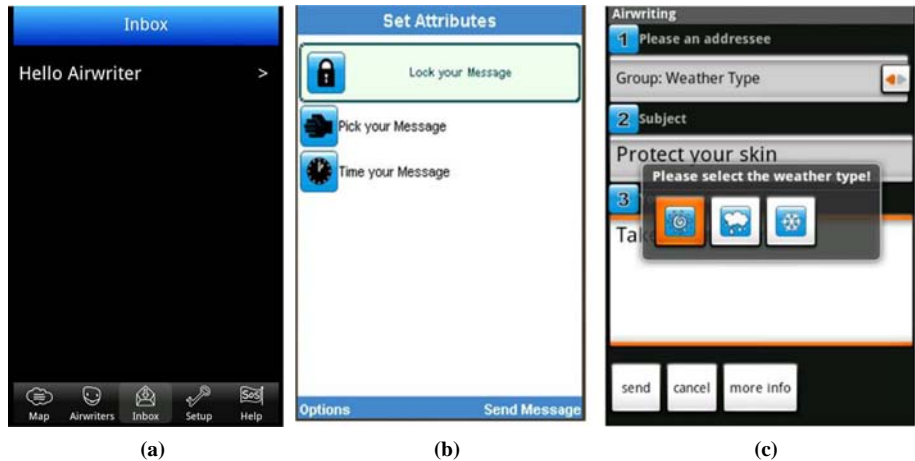 Inbox
Hello Airwriter >
Map Airwriters Inbox Setup Help
SOS
(a)
Set Attributes
Lock your Message
Pick your Message
Time your Message
Options Send Message
(b)
Airwriting
1 Please an addressee
Group: Weather Type
2 Subject
Protect your skin
Please select the weather type!
3
send cancel more info
(c)